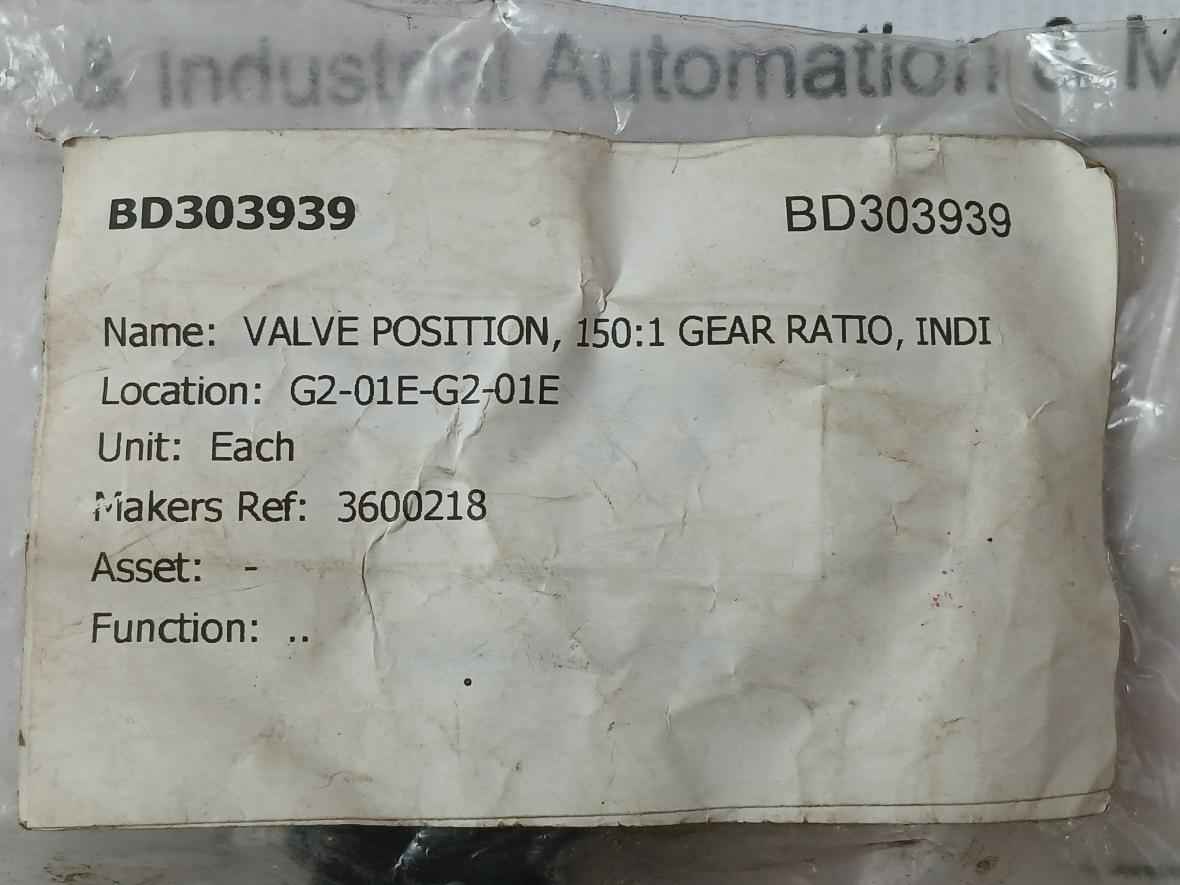 & Industrial Automation & M
BD303939 BD303939
Name: VALVE POSITION, 150:1 GEAR RATIO, INDI
Location: G2-01E-G2-01E
Unit: Each
Makers Ref: 3600218
Asset: -
Function: ..